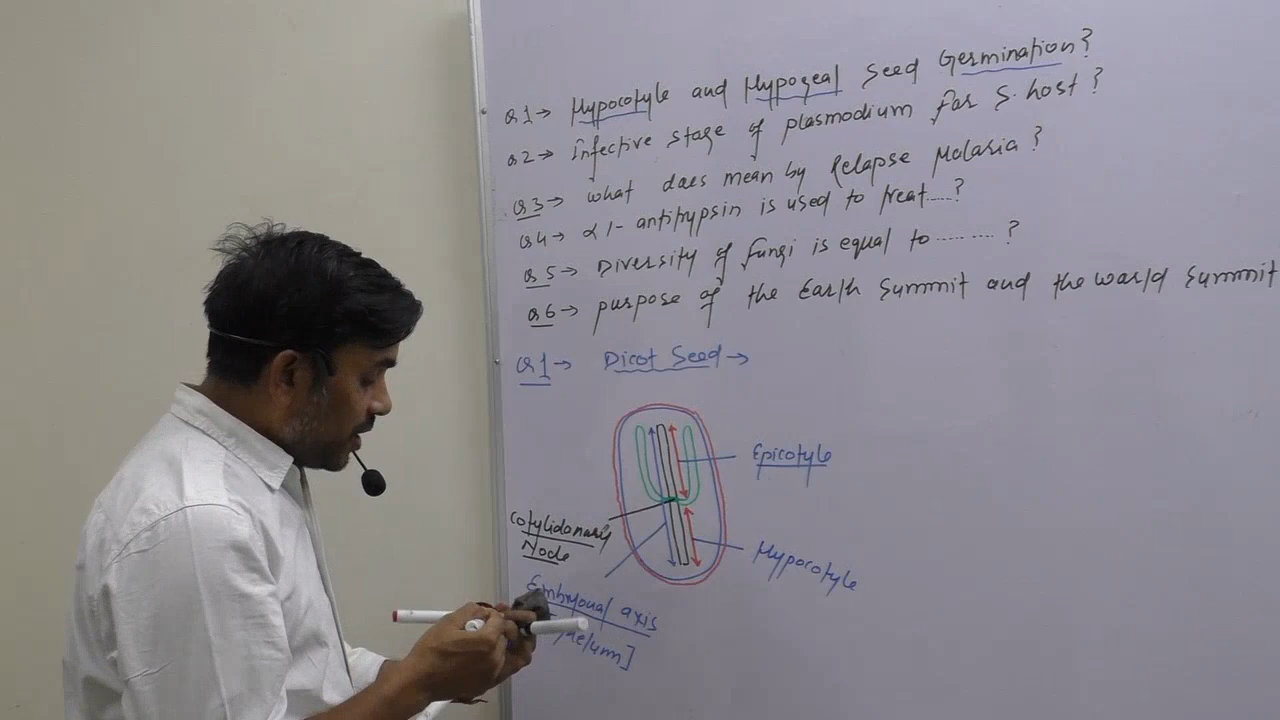 Q1→ Hypocotyle and Hypogeal Seed Germination?
Q2→ Infective stage of plasmodium for S. host?
Q3→ what does mean by Relapse Malaria?
Q4→ α1-antitrypsin is used to treat.....?
Q5→ Diversity of fungi is equal to .........?
Q6→ purpose of the Earth Summit and the world Summit
Q1→ Dicot Seed→
Epicotyle
Cotylidonary
Node
Hypocotyle
Embryonal axis